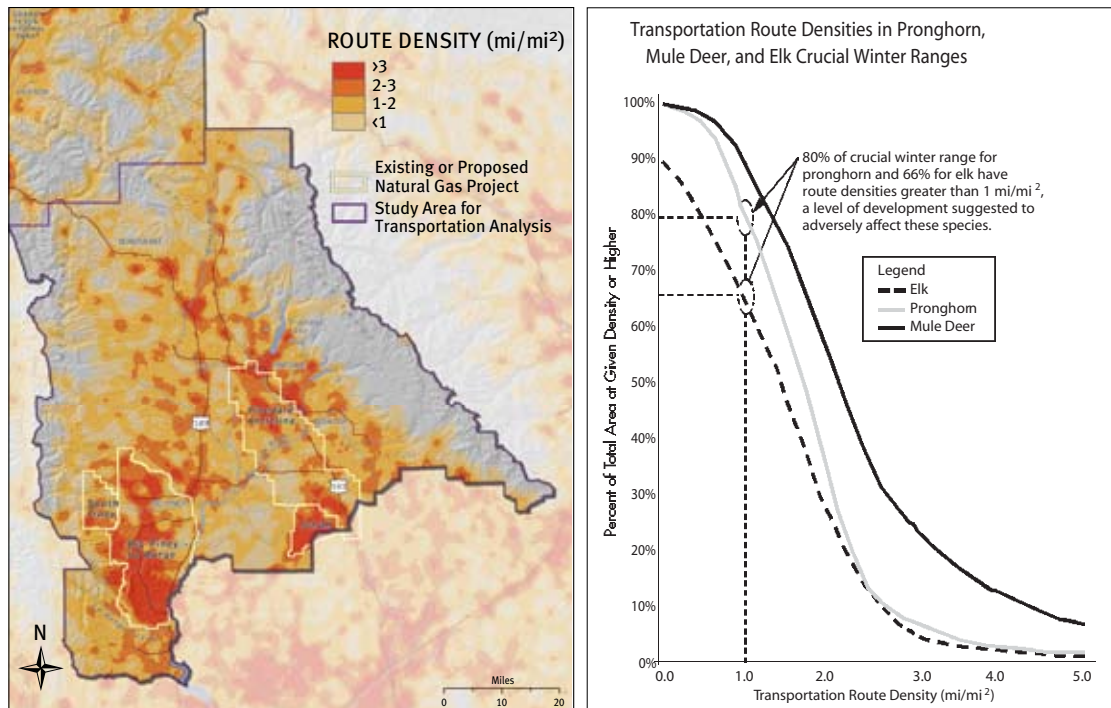 ROUTE DENSITY (mi/mi²)
>3
2-3
1-2
<1
Existing or Proposed
Natural Gas Project
Study Area for
Transportation Analysis
189
N
Miles
0 10 20
Transportation Route Densities in Pronghorn,
Mule Deer, and Elk Crucial Winter Ranges
100%
90%
80%
70%
60%
50%
40%
30%
20%
10%
0%
Percent of Total Area at Given Density or Higher
80% of crucial winter range for
pronghorn and 66% for elk have
route densities greater than 1 mi/mi²,
a level of development suggested to
adversely affect these species.
Legend
Elk
Pronghorn
Mule Deer
0.0 1.0 2.0 3.0 4.0 5.0
Transportation Route Density (mi/mi²)